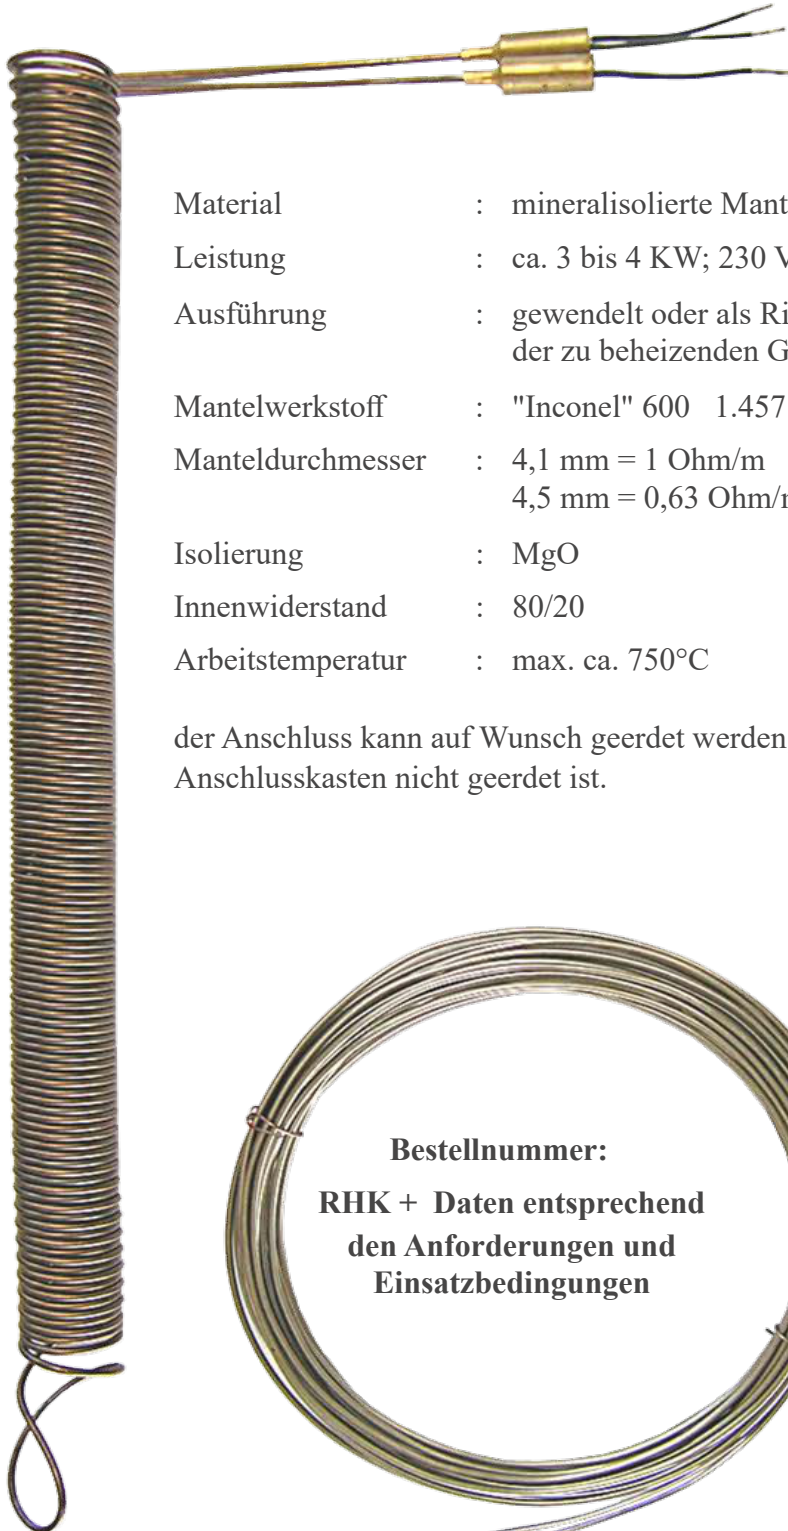 Material : mineralisolierte Mant
Leistung : ca. 3 bis 4 KW; 230 V
Ausführung : gewendelt oder als Ri
der zu beheizenden G
Mantelwerkstoff : "Inconel" 600 1.457
Manteldurchmesser : 4,1 mm = 1 Ohm/m
4,5 mm = 0,63 Ohm/
Isolierung : MgO
Innenwiderstand : 80/20
Arbeitstemperatur : max. ca. 750°C
der Anschluss kann auf Wunsch geerdet werden
Anschlusskasten nicht geerdet ist.
Bestellnummer:
RHK + Daten entsprechend
den Anforderungen und
Einsatzbedingungen